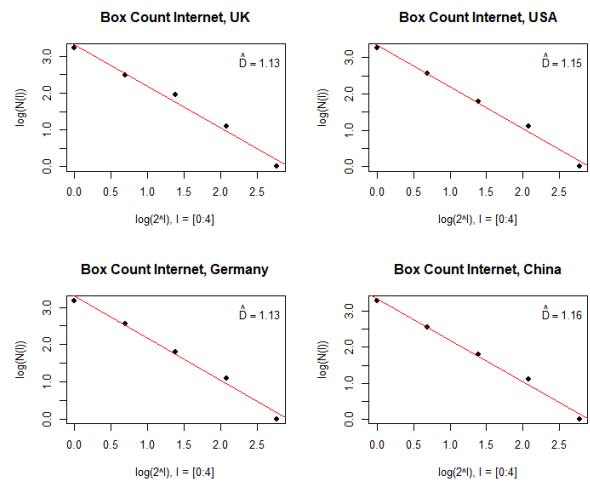 Box Count Internet, UK
D̂ = 1.13
log(N(l))
0.0 1.0 2.0 3.0
0.0 0.5 1.0 1.5 2.0 2.5
log(2^l), l = [0:4]
Box Count Internet, USA
D̂ = 1.15
log(N(l))
0.0 1.0 2.0 3.0
0.0 0.5 1.0 1.5 2.0 2.5
log(2^l), l = [0:4]
Box Count Internet, Germany
D̂ = 1.13
log(N(l))
0.0 1.0 2.0 3.0
0.0 0.5 1.0 1.5 2.0 2.5
log(2^l), l = [0:4]
Box Count Internet, China
D̂ = 1.16
log(N(l))
0.0 1.0 2.0 3.0
0.0 0.5 1.0 1.5 2.0 2.5
log(2^l), l = [0:4]